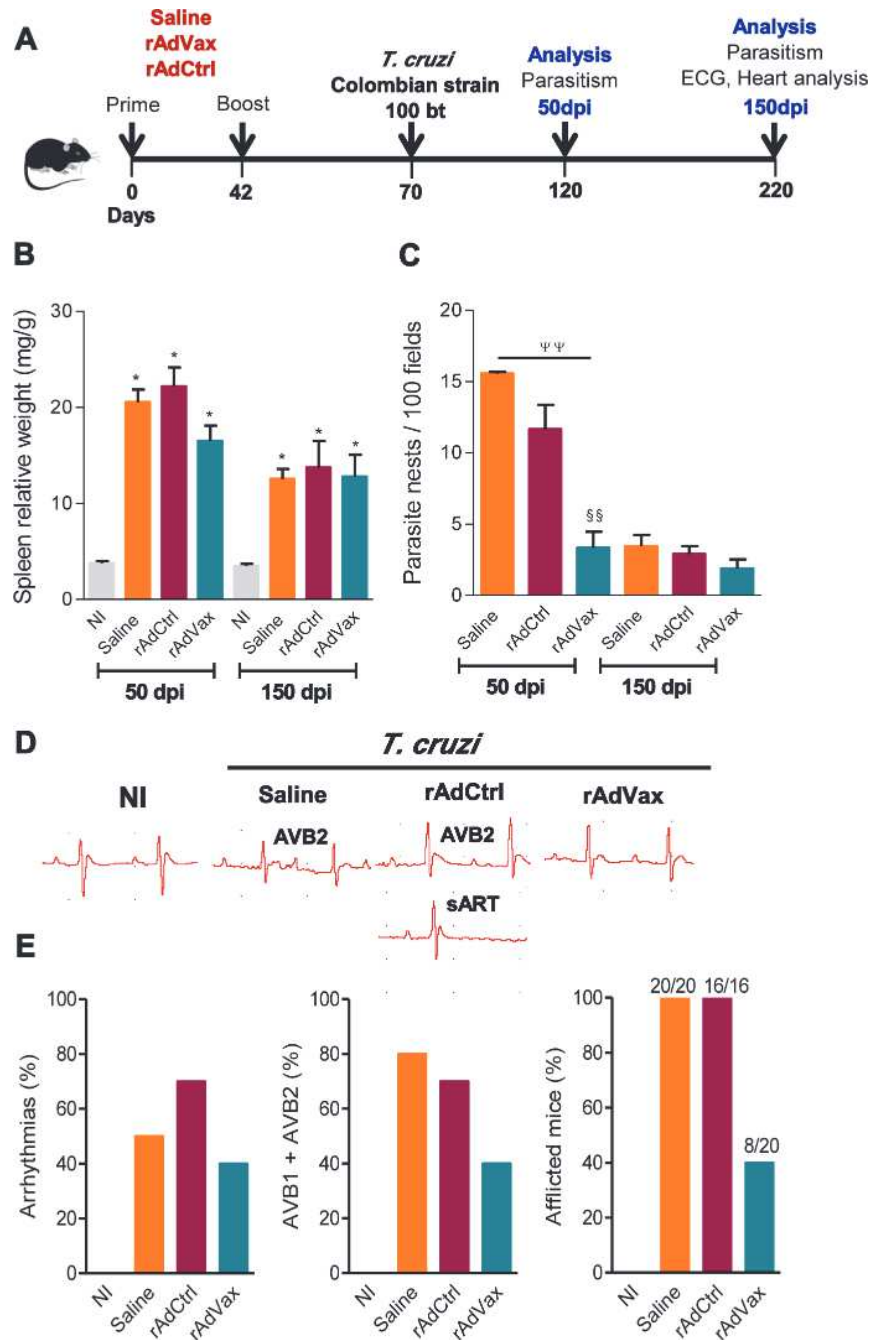 A
Saline
rAdVax
rAdCtrl
Prime
Boost
T. cruzi
Colombian strain
100 bt
Analysis
Parasitism
50dpi
Analysis
Parasitism
ECG, Heart analysis
150dpi
0
42
70
120
220
Days
B
Spleen relative weight (mg/g)
30
20
10
0
*
*
*
*
*
*
NI
Saline
rAdCtrl
rAdVax
NI
Saline
rAdCtrl
rAdVax
50 dpi
150 dpi
C
Parasite nests / 100 fields
20
15
10
5
0
ΨΨ
§§
Saline
rAdCtrl
rAdVax
Saline
rAdCtrl
rAdVax
50 dpi
150 dpi
D
T. cruzi
NI
Saline
rAdCtrl
rAdVax
AVB2
AVB2
sART
E
Arrhythmias (%)
100
80
60
40
20
0
NI
Saline
rAdCtrl
rAdVax
AVB1 + AVB2 (%)
100
80
60
40
20
0
NI
Saline
rAdCtrl
rAdVax
Afflicted mice (%)
100
80
60
40
20
0
20/20
16/16
8/20
NI
Saline
rAdCtrl
rAdVax